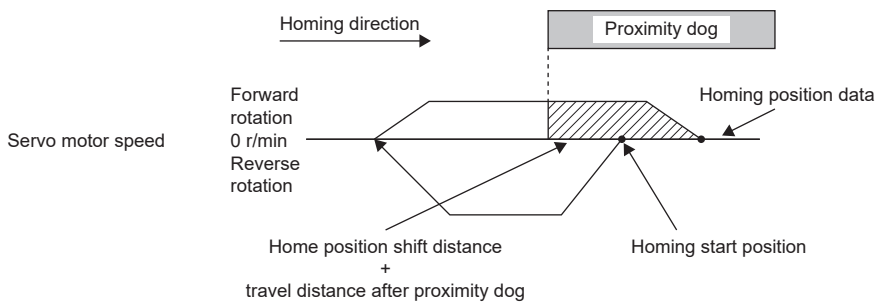 Homing direction
Proximity dog
Forward
rotation
Homing position data
Servo motor speed
0 r/min
Reverse
rotation
Home position shift distance
+
travel distance after proximity dog
Homing start position